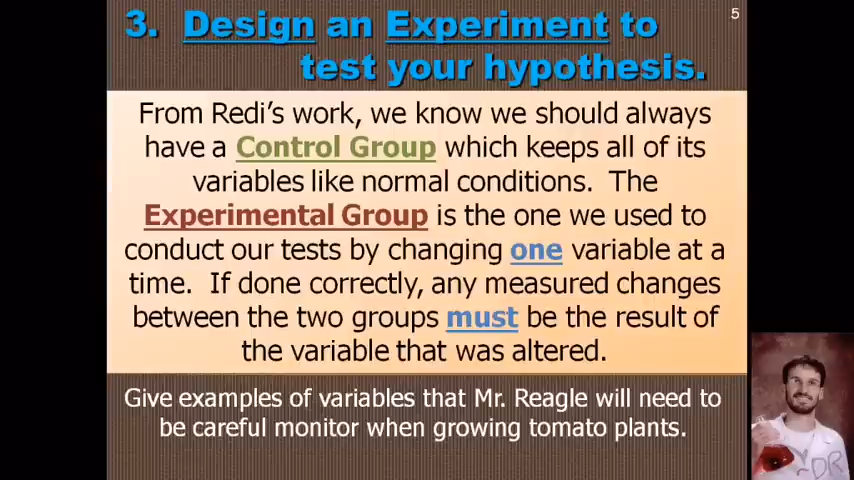 5
3. Design an Experiment to
test your hypothesis.
From Redi's work, we know we should always
have a Control Group which keeps all of its
variables like normal conditions. The
Experimental Group is the one we used to
conduct our tests by changing one variable at a
time. If done correctly, any measured changes
between the two groups must be the result of
the variable that was altered.
Give examples of variables that Mr. Reagle will need to
be careful monitor when growing tomato plants.
DR